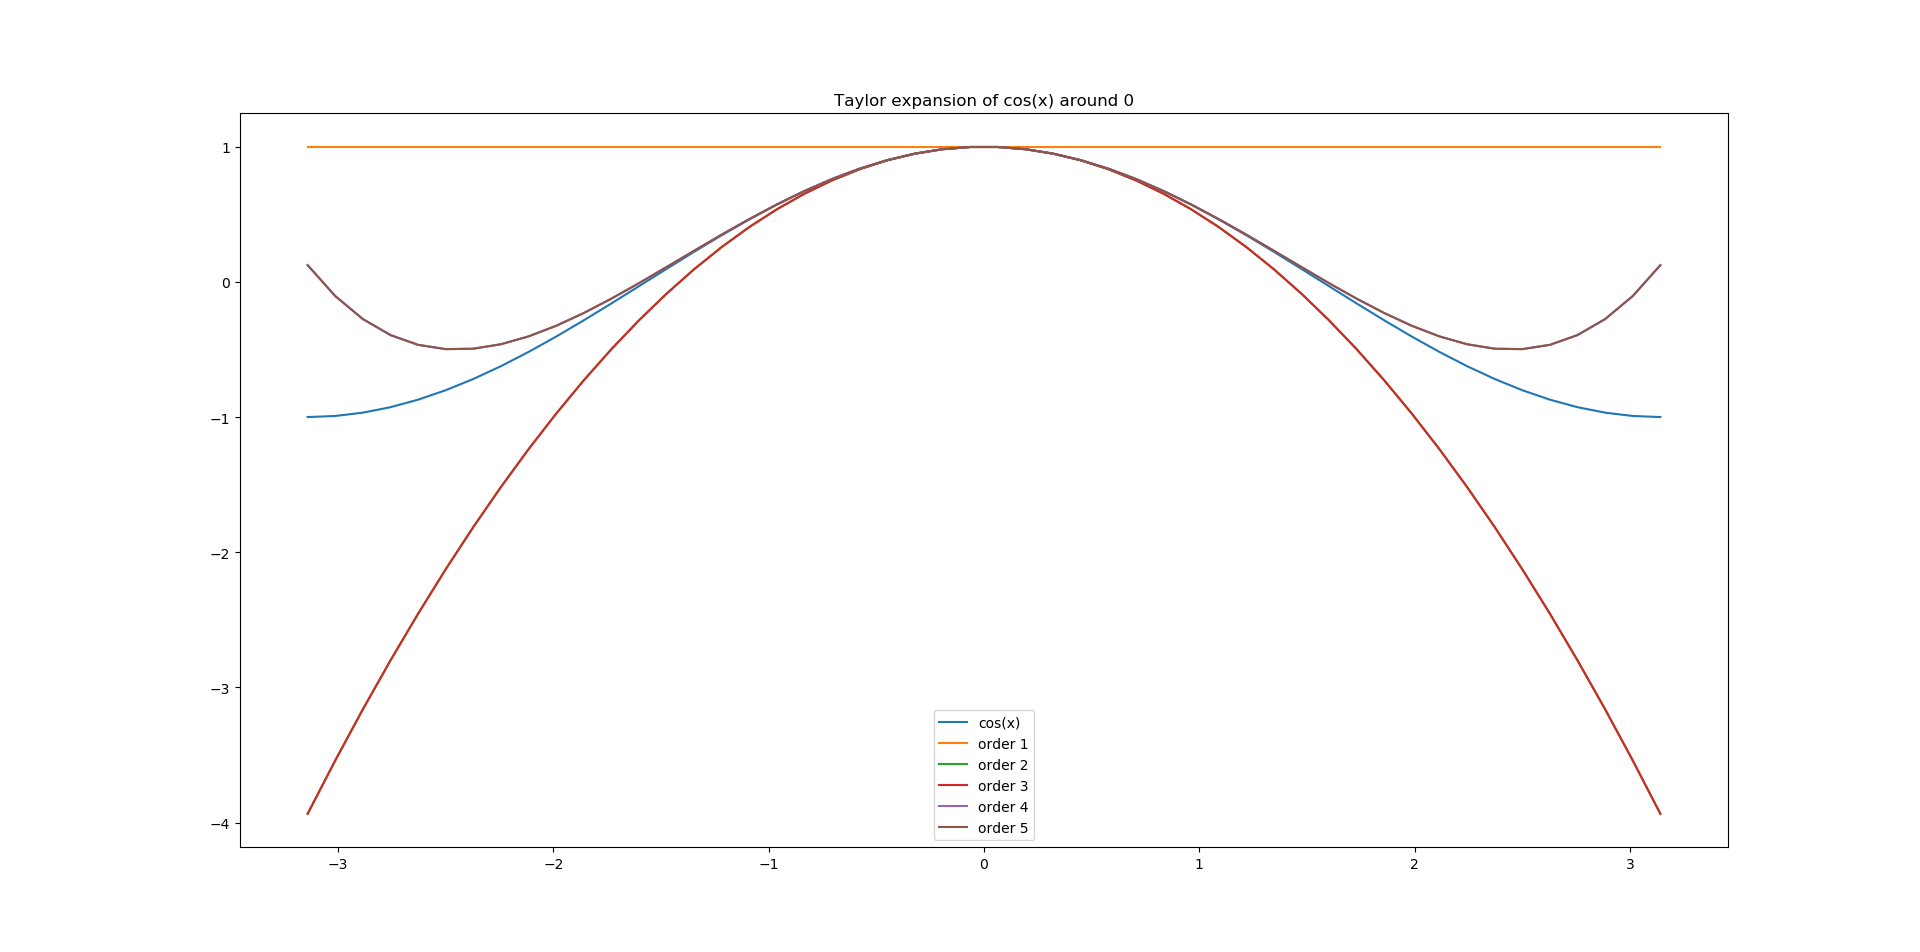 Taylor expansion of cos(x) around 0
1
0
−1
−2
−3
−4
cos(x)
order 1
order 2
order 3
order 4
order 5
−3 −2 −1 0 1 2 3